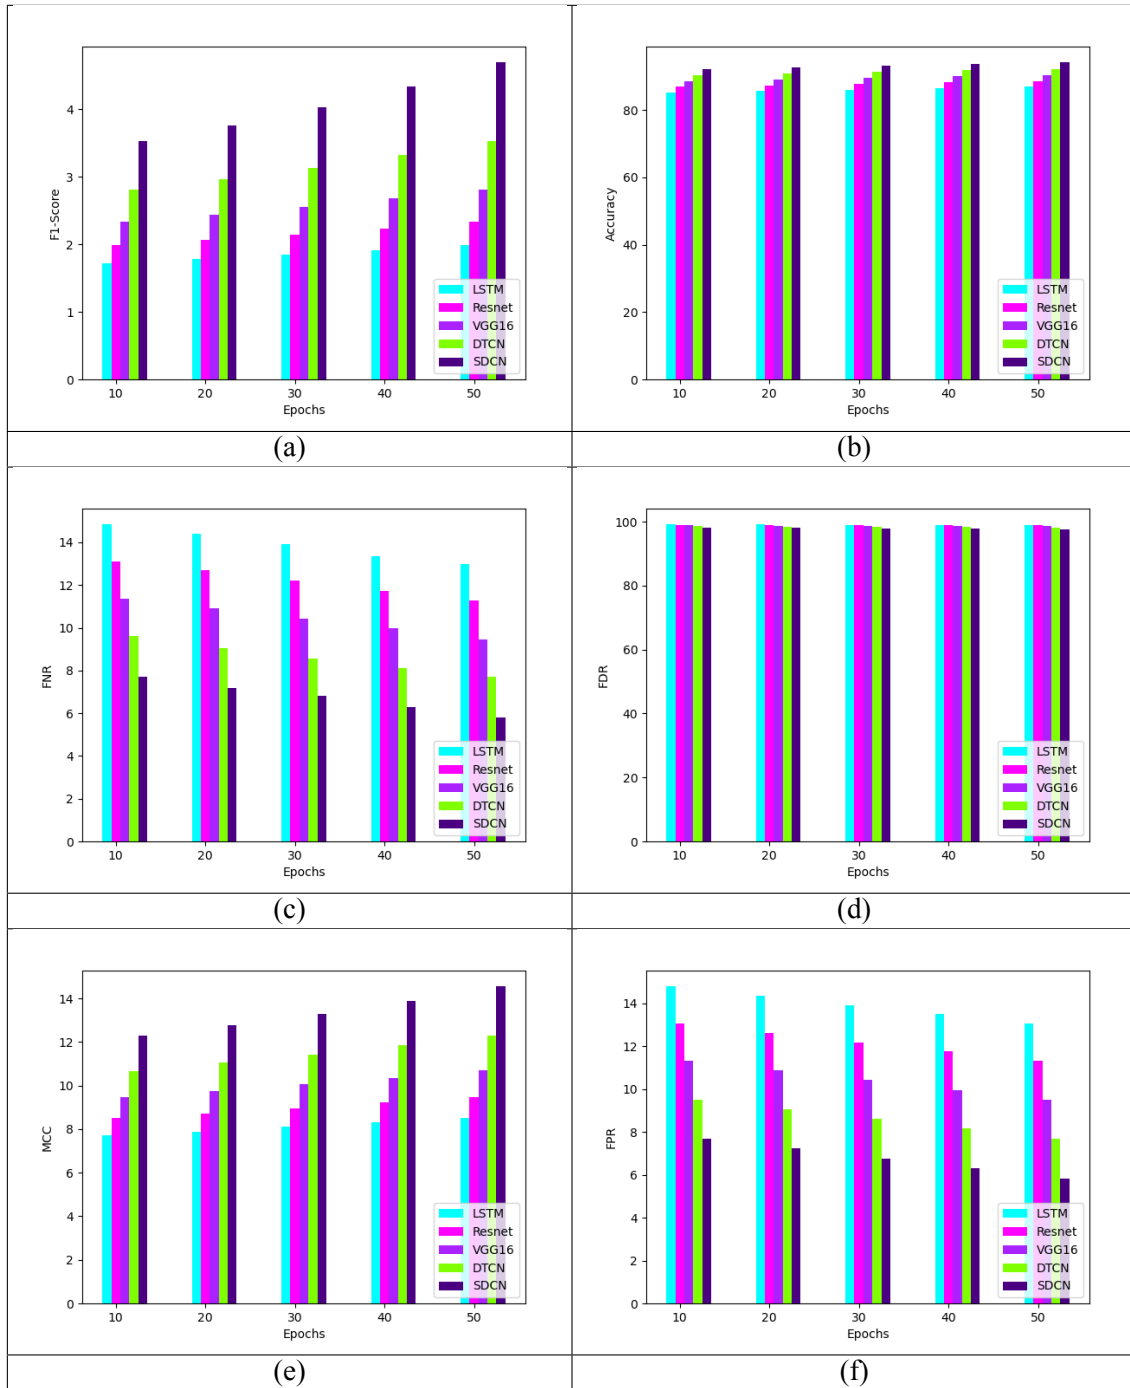 F1-Score
4
3
2
1
0
10 20 30 40 50
Epochs
LSTM
Resnet
VGG16
DTCN
SDCN
(a)
Accuracy
80
60
40
20
0
10 20 30 40 50
Epochs
LSTM
Resnet
VGG16
DTCN
SDCN
(b)
FNR
14
12
10
8
6
4
2
0
10 20 30 40 50
Epochs
LSTM
Resnet
VGG16
DTCN
SDCN
(c)
FDR
100
80
60
40
20
0
10 20 30 40 50
Epochs
LSTM
Resnet
VGG16
DTCN
SDCN
(d)
MCC
14
12
10
8
6
4
2
0
10 20 30 40 50
Epochs
LSTM
Resnet
VGG16
DTCN
SDCN
(e)
FPR
14
12
10
8
6
4
2
0
10 20 30 40 50
Epochs
LSTM
Resnet
VGG16
DTCN
SDCN
(f)